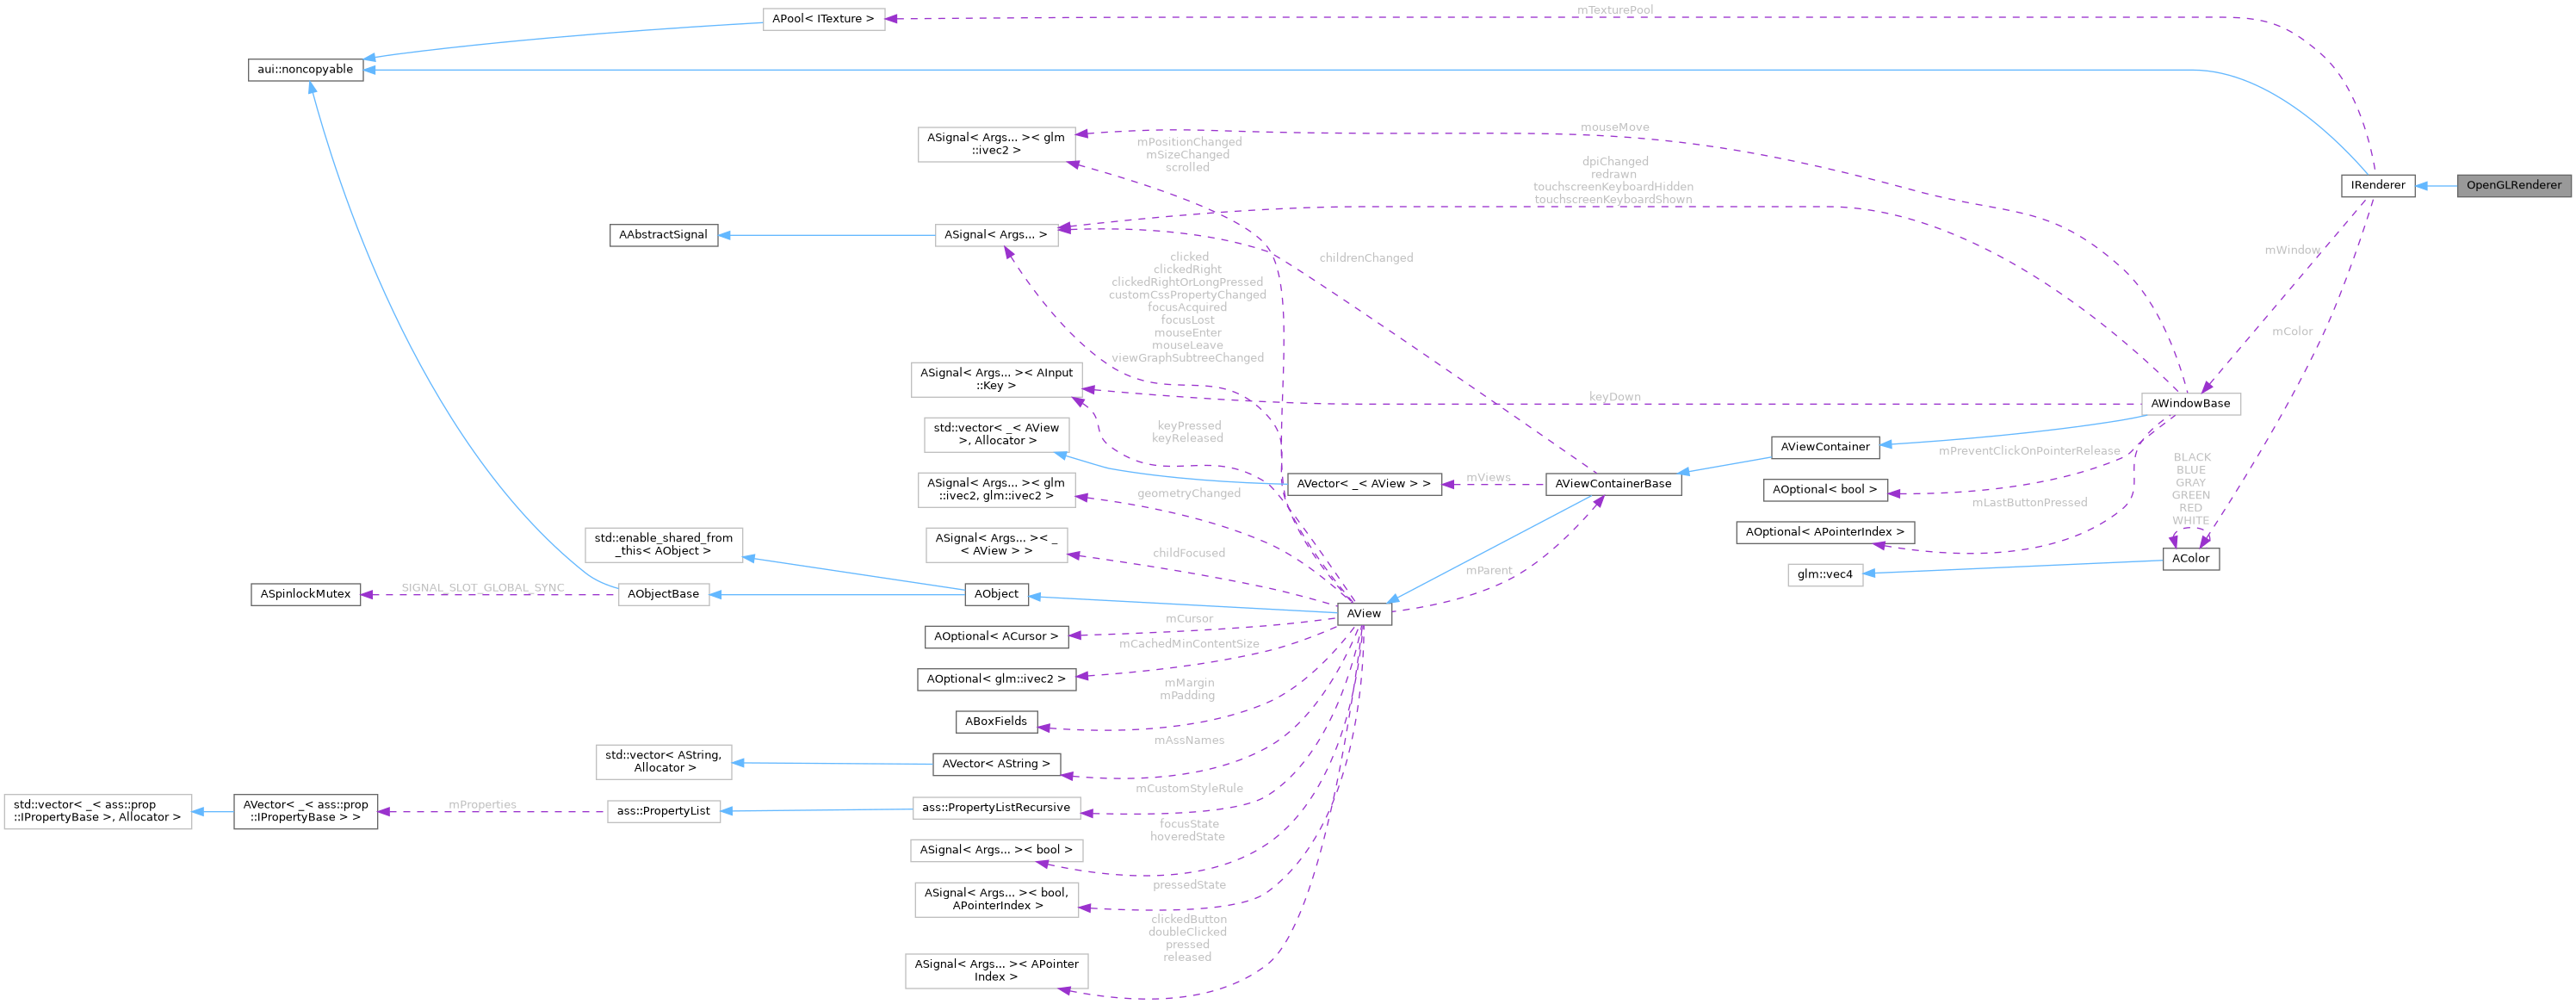 APool< ITexture >
mTexturePool
aui::noncopyable
ASignal< Args... >< glm
::ivec2 >
mPositionChanged
mSizeChanged
scrolled
mouseMove
dpiChanged
redrawn
touchscreenKeyboardHidden
touchscreenKeyboardShown
IRenderer
OpenGLRenderer
AAbstractSignal
ASignal< Args... >
childrenChanged
mWindow
clicked
clickedRight
clickedRightOrLongPressed
customCssPropertyChanged
focusAcquired
focusLost
mouseEnter
mouseLeave
viewGraphSubtreeChanged
mColor
ASignal< Args... >< AInput
::Key >
keyDown
AWindowBase
std::vector< _< AView
>, Allocator >
keyPressed
keyReleased
AViewContainer
mPreventClickOnPointerRelease
BLACK
BLUE
GRAY
GREEN
RED
WHITE
ASignal< Args... >< glm
::ivec2, glm::ivec2 >
geometryChanged
AVector< _< AView > >
mViews
AViewContainerBase
AOptional< bool >
mLastButtonPressed
AOptional< APointerIndex >
std::enable_shared_from
_this< AObject >
ASignal< Args... >< _
< AView > >
childFocused
mParent
AColor
glm::vec4
ASpinlockMutex
SIGNAL_SLOT_GLOBAL_SYNC
AObjectBase
AObject
AView
mCursor
AOptional< ACursor >
mCachedMinContentSize
AOptional< glm::ivec2 >
mMargin
mPadding
ABoxFields
mAssNames
std::vector< AString,
Allocator >
AVector< AString >
mCustomStyleRule
std::vector< _< ass::prop
::IPropertyBase >, Allocator >
AVector< _< ass::prop
::IPropertyBase > >
mProperties
ass::PropertyList
ass::PropertyListRecursive
focusState
hoveredState
ASignal< Args... >< bool >
pressedState
ASignal< Args... >< bool,
APointerIndex >
clickedButton
doubleClicked
pressed
released
ASignal< Args... >< APointer
Index >